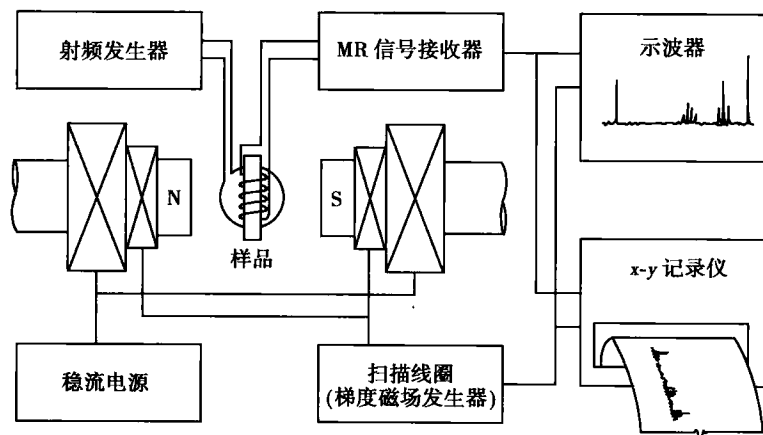 射频发生器
MR 信号接收器
示波器
N
S
样品
x-y 记录仪
稳流电源
扫描线圈
(梯度磁场发生器)